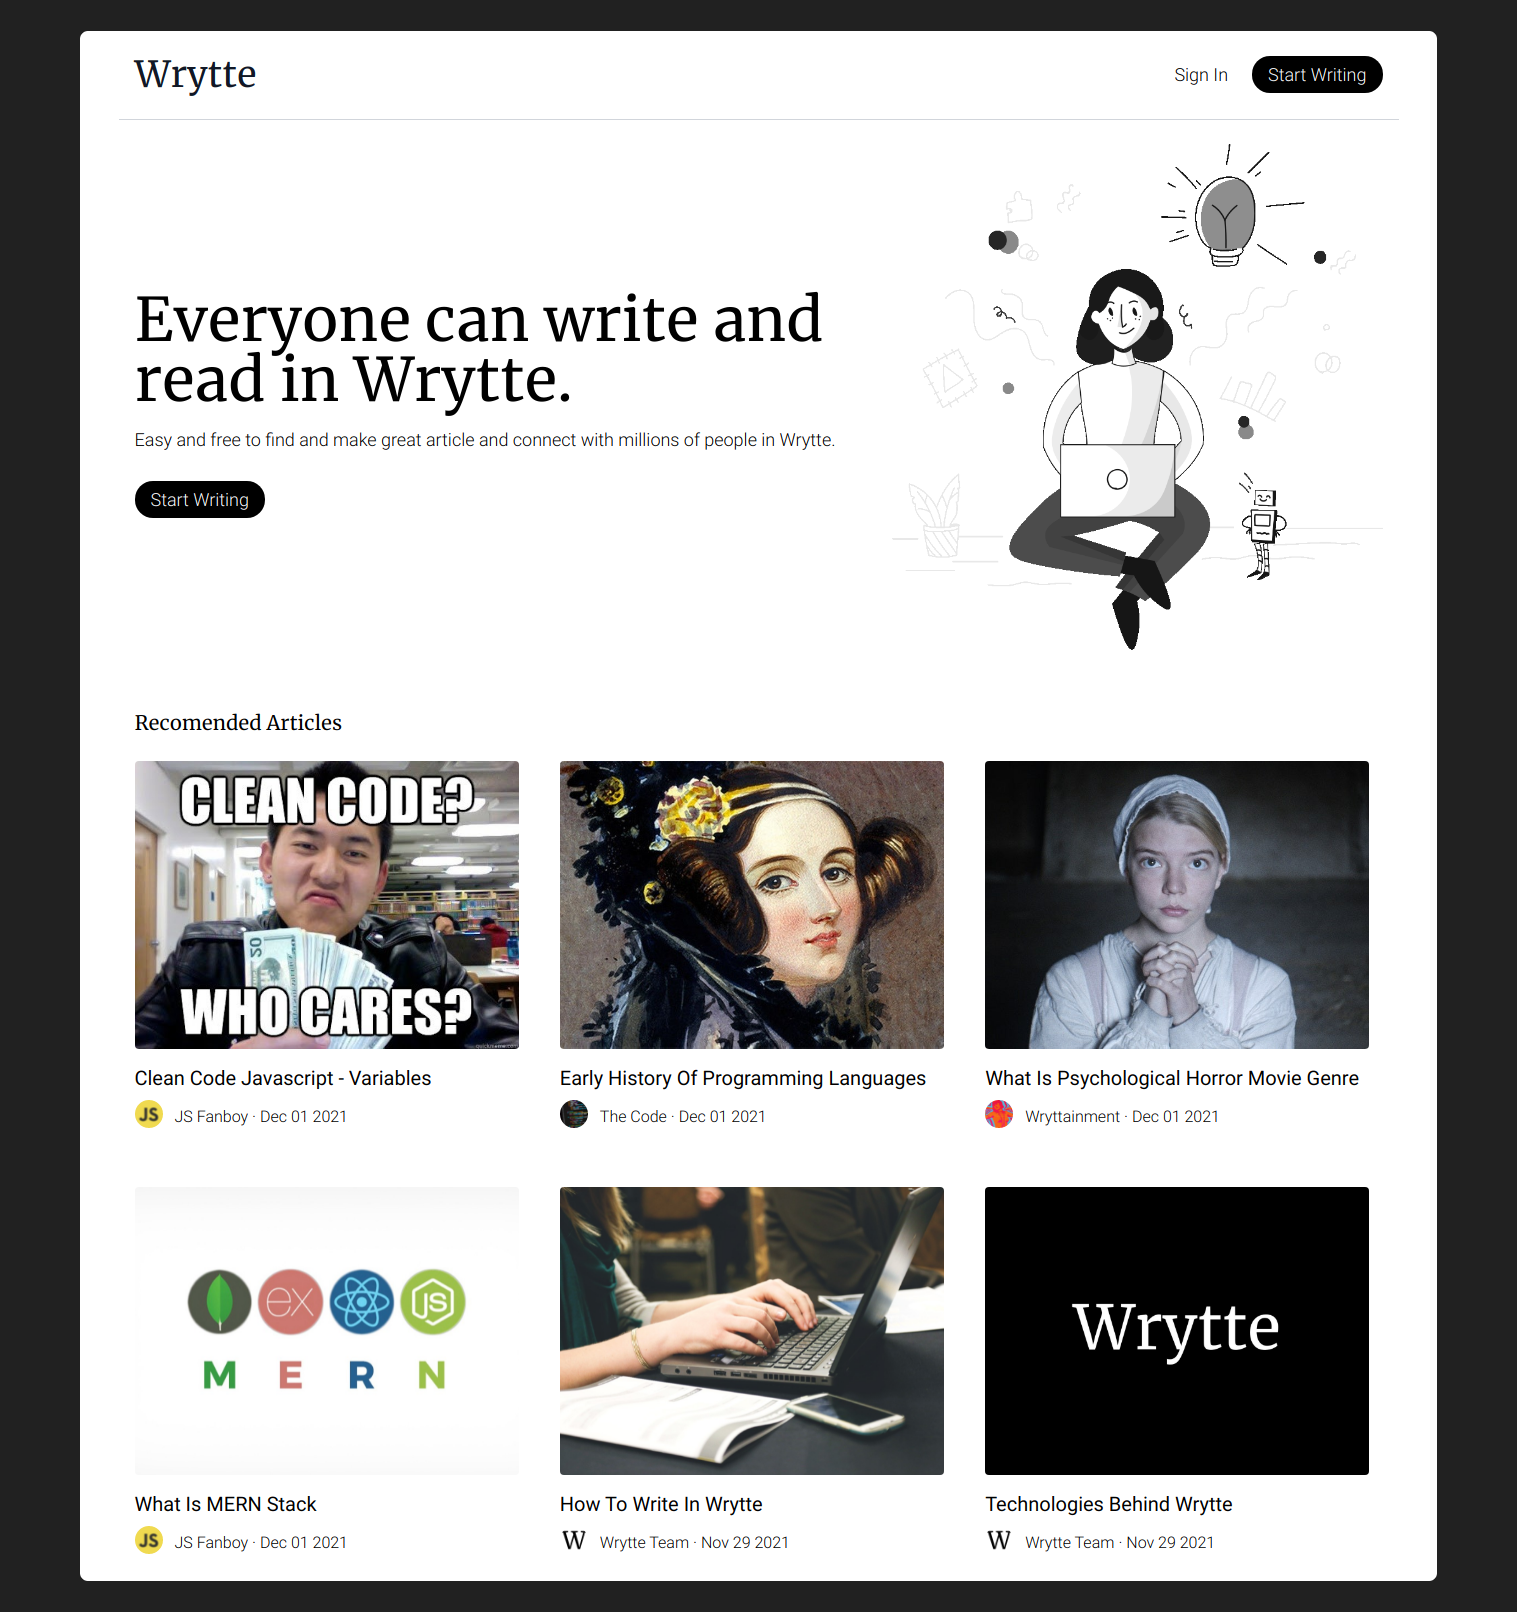 Wrytte
Sign In
Start Writing
Everyone can write and
read in Wrytte.
Easy and free to find and make great article and connect with millions of people in Wrytte.
Start Writing
Recomended Articles
CLEAN CODE?
20
WHO CARES?
quickmeme.com
Clean Code Javascript - Variables
JS
JS Fanboy · Dec 01 2021
Early History Of Programming Languages
The Code · Dec 01 2021
What Is Psychological Horror Movie Genre
Wryttainment · Dec 01 2021
ex
JS
M E R N
What Is MERN Stack
JS
JS Fanboy · Dec 01 2021
How To Write In Wrytte
W
Wrytte Team · Nov 29 2021
Wrytte
Technologies Behind Wrytte
W
Wrytte Team · Nov 29 2021